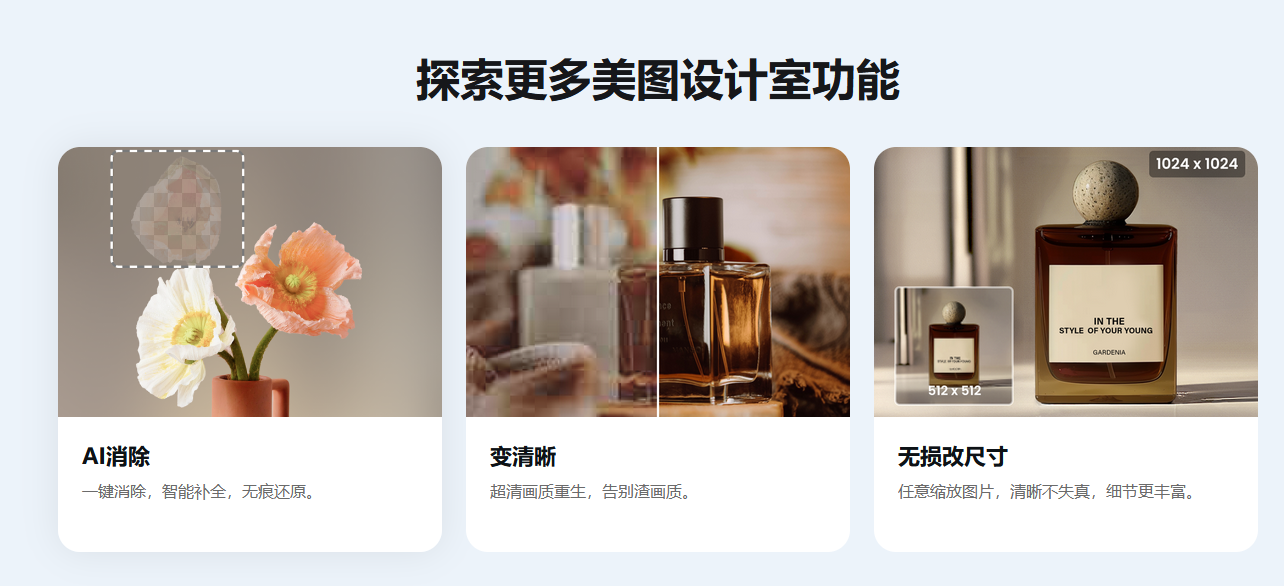 探索更多美图设计室功能
1024 x 1024
IN THE
STYLE OF YOUR YOUNG
GARDENIA
512 x 512
AI消除
一键消除，智能补全，无痕还原。
变清晰
超清画质重生，告别渣画质。
无损改尺寸
任意缩放图片，清晰不失真，细节更丰富。